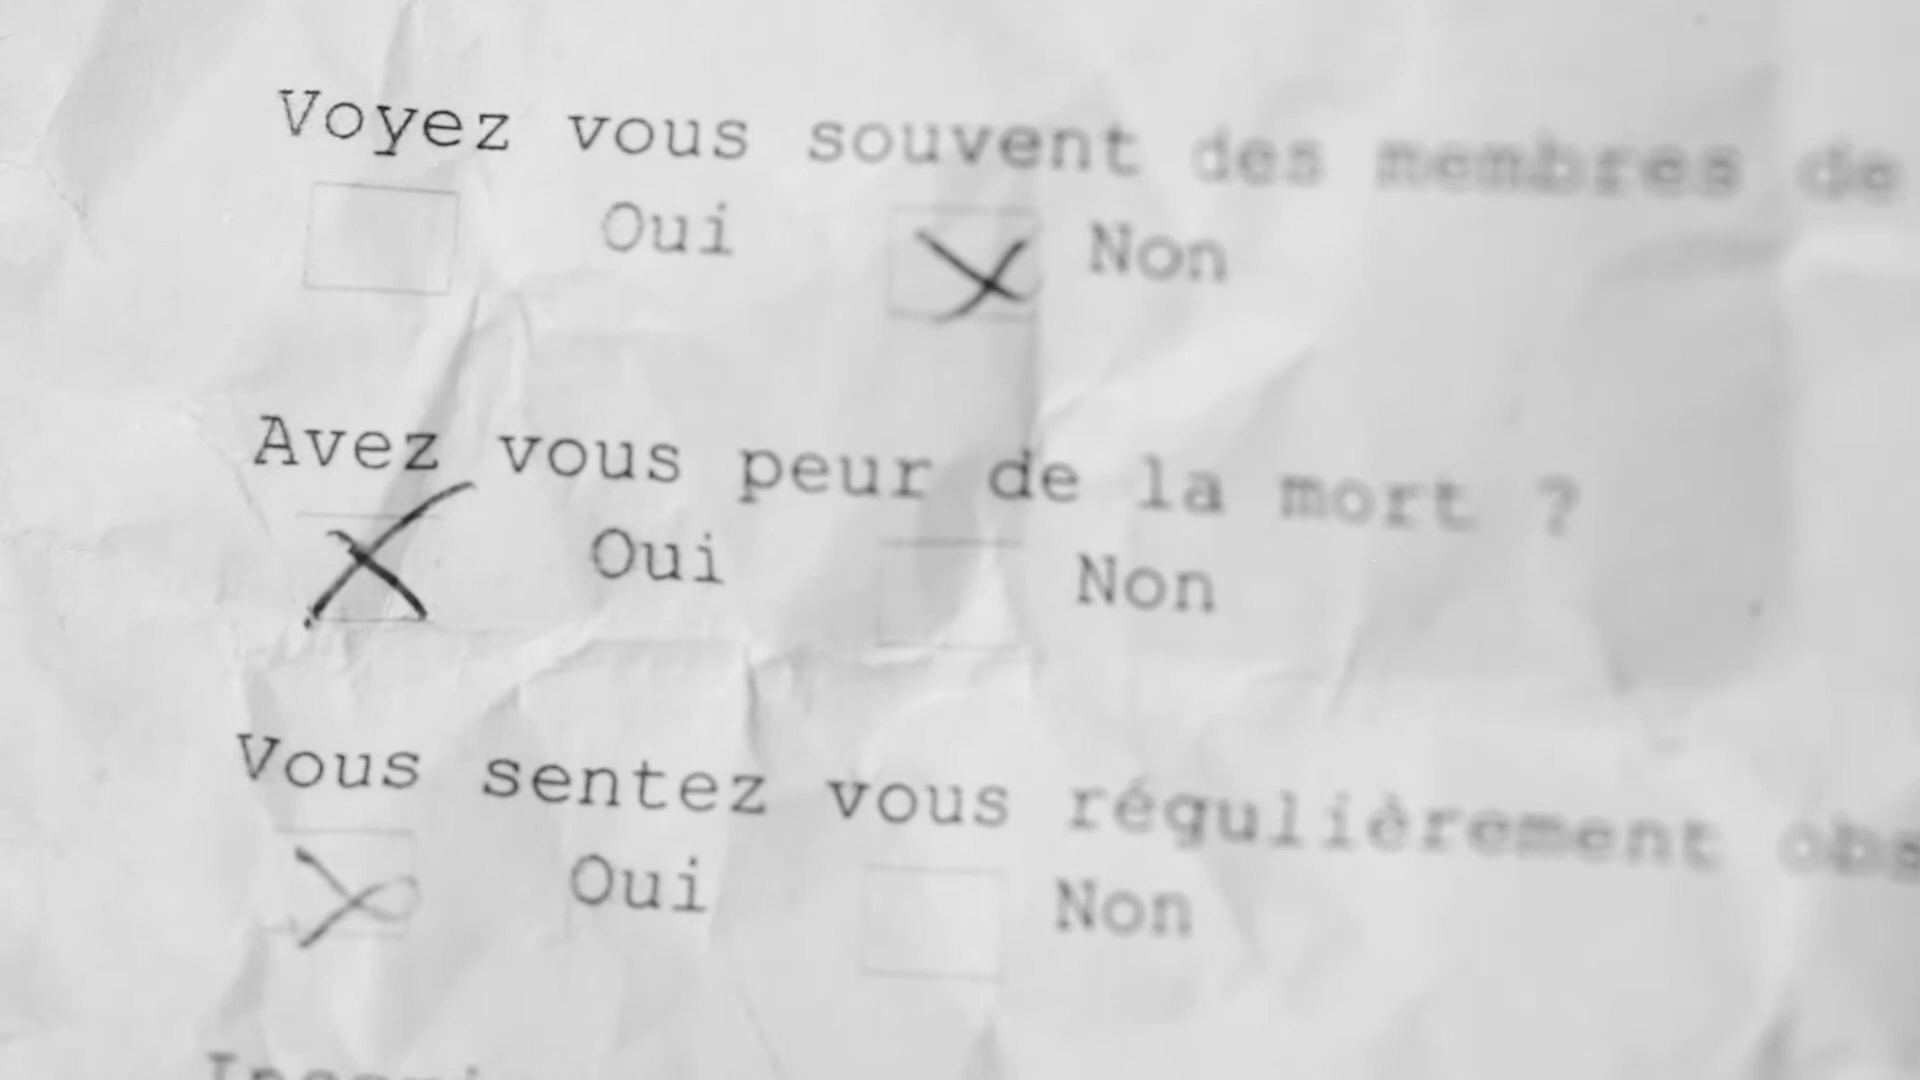 Voyez vous souvent des membres de
Oui Non
Avez vous peur de la mort ?
Oui Non
Vous sentez vous régulièrement
Oui Non